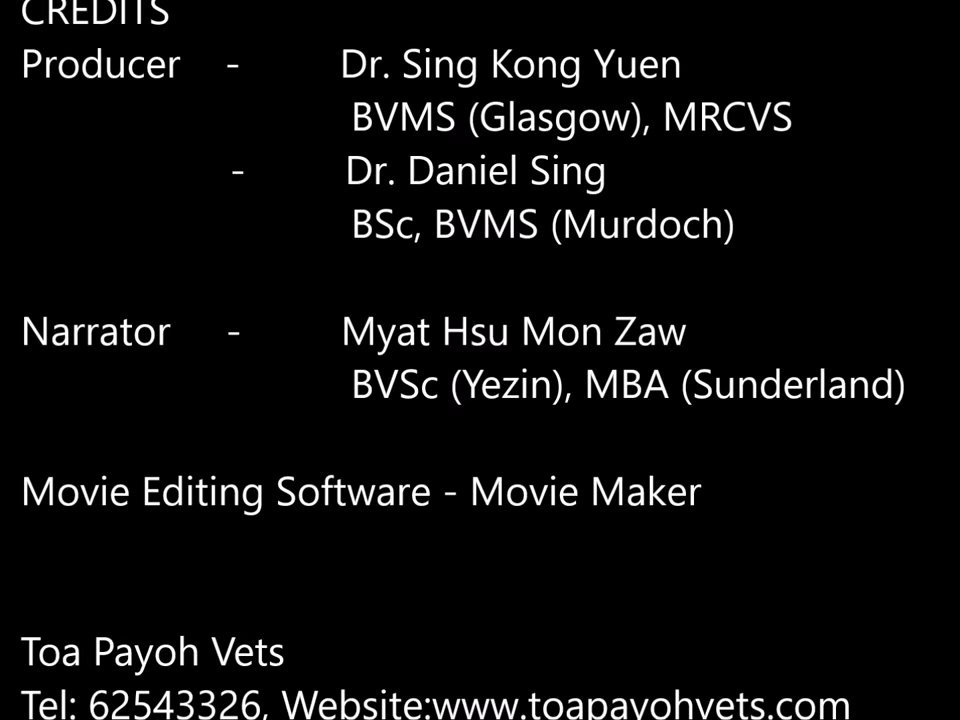 CREDITS
Producer - Dr. Sing Kong Yuen
BVMS (Glasgow), MRCVS
- Dr. Daniel Sing
BSc, BVMS (Murdoch)
Narrator - Myat Hsu Mon Zaw
BVSc (Yezin), MBA (Sunderland)
Movie Editing Software - Movie Maker
Toa Payoh Vets
Tel: 62543326, Website:www.toapayohvets.com